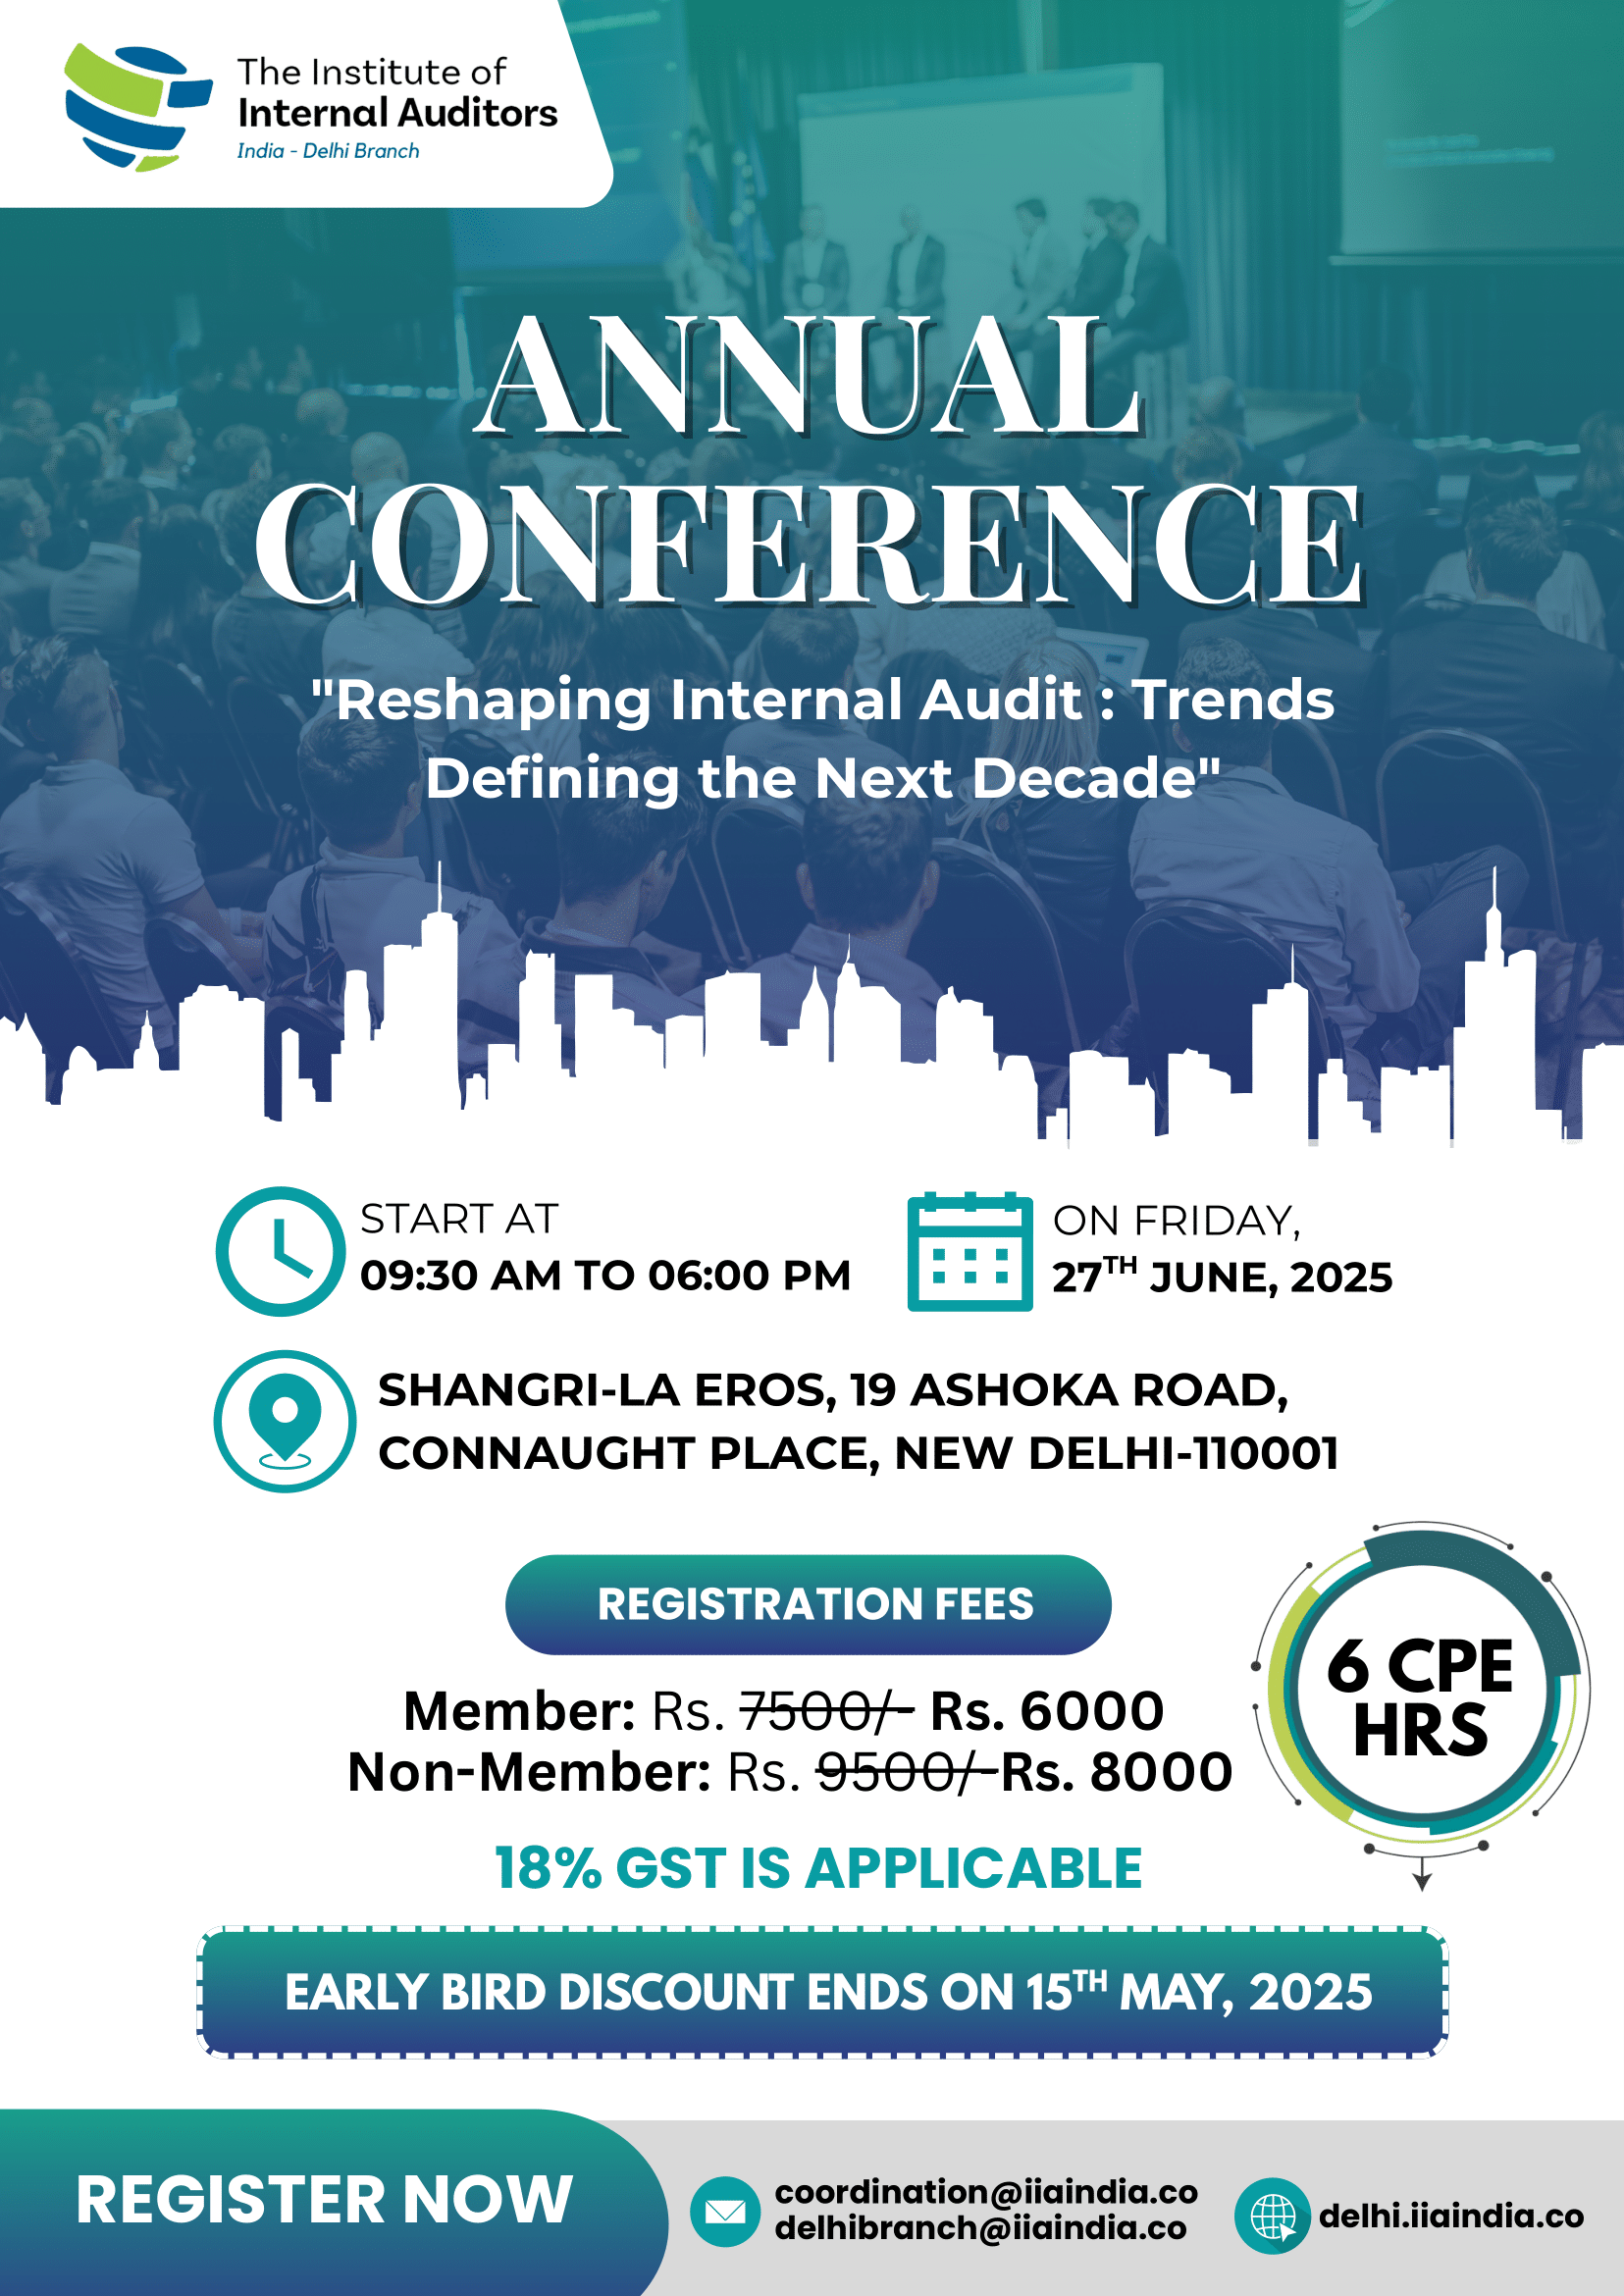 The Institute of
Internal Auditors
India - Delhi Branch
ANNUAL
CONFERENCE
"Reshaping Internal Audit : Trends
Defining the Next Decade"
START AT
09:30 AM TO 06:00 PM
ON FRIDAY,
27TH JUNE, 2025
SHANGRI-LA EROS, 19 ASHOKA ROAD,
CONNAUGHT PLACE, NEW DELHI-110001
REGISTRATION FEES
Member: Rs. 7500/- Rs. 6000
Non-Member: Rs. 9500/-Rs. 8000
6 CPE
HRS
18% GST IS APPLICABLE
EARLY BIRD DISCOUNT ENDS ON 15TH MAY, 2025
REGISTER NOW
coordination@iiaindia.co
delhibranch@iiaindia.co
delhi.iiaindia.co